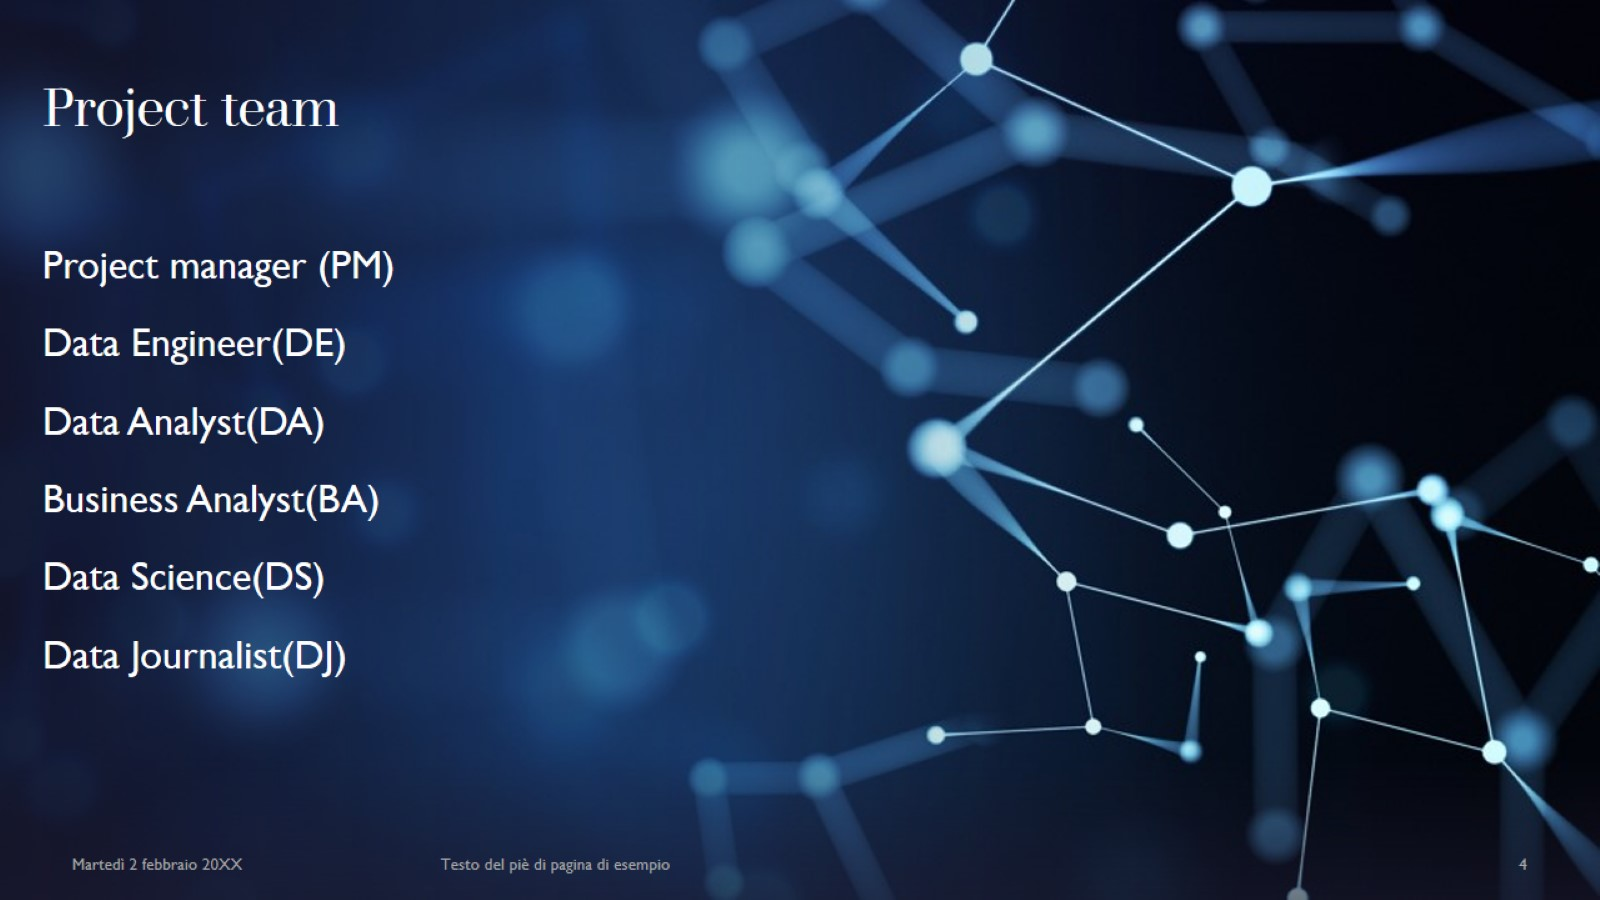 Project team
Project manager (PM)
Data Engineer(DE)
Data Analyst(DA)
Business Analyst(BA)
Data Science(DS)
Data Journalist(DJ)
Martedì 2 febbraio 20XX
Testo del piè di pagina di esempio
4